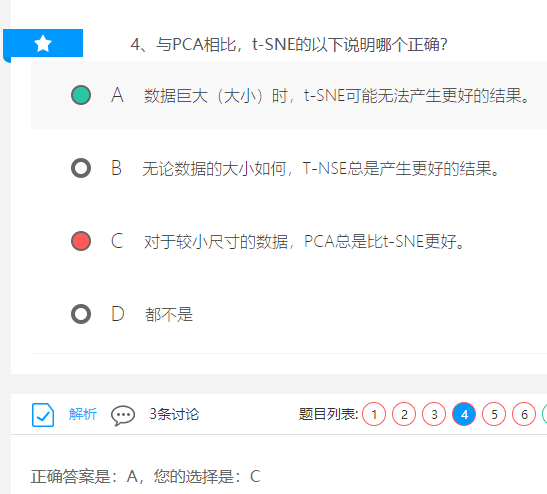 4、与PCA相比，t-SNE的以下说明哪个正确?
A 数据巨大（大小）时，t-SNE可能无法产生更好的结果。
B 无论数据的大小如何，T-NSE总是产生更好的结果。
C 对于较小尺寸的数据，PCA总是比t-SNE更好。
D 都不是
解析 3条讨论 题目列表: 1 2 3 4 5 6
正确答案是：A，您的选择是：C